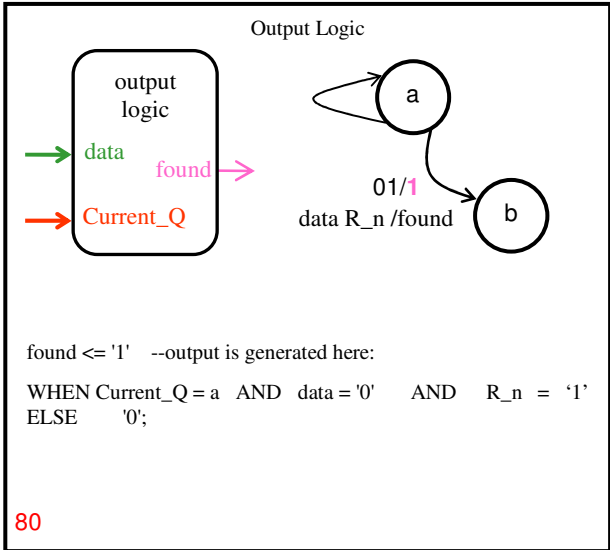 Output Logic
output
logic
data
found
Current_Q
a
01/1
data R_n /found
b
found <= '1' --output is generated here:
WHEN Current_Q = a AND data = '0' AND R_n = ‘1’
ELSE '0';
80